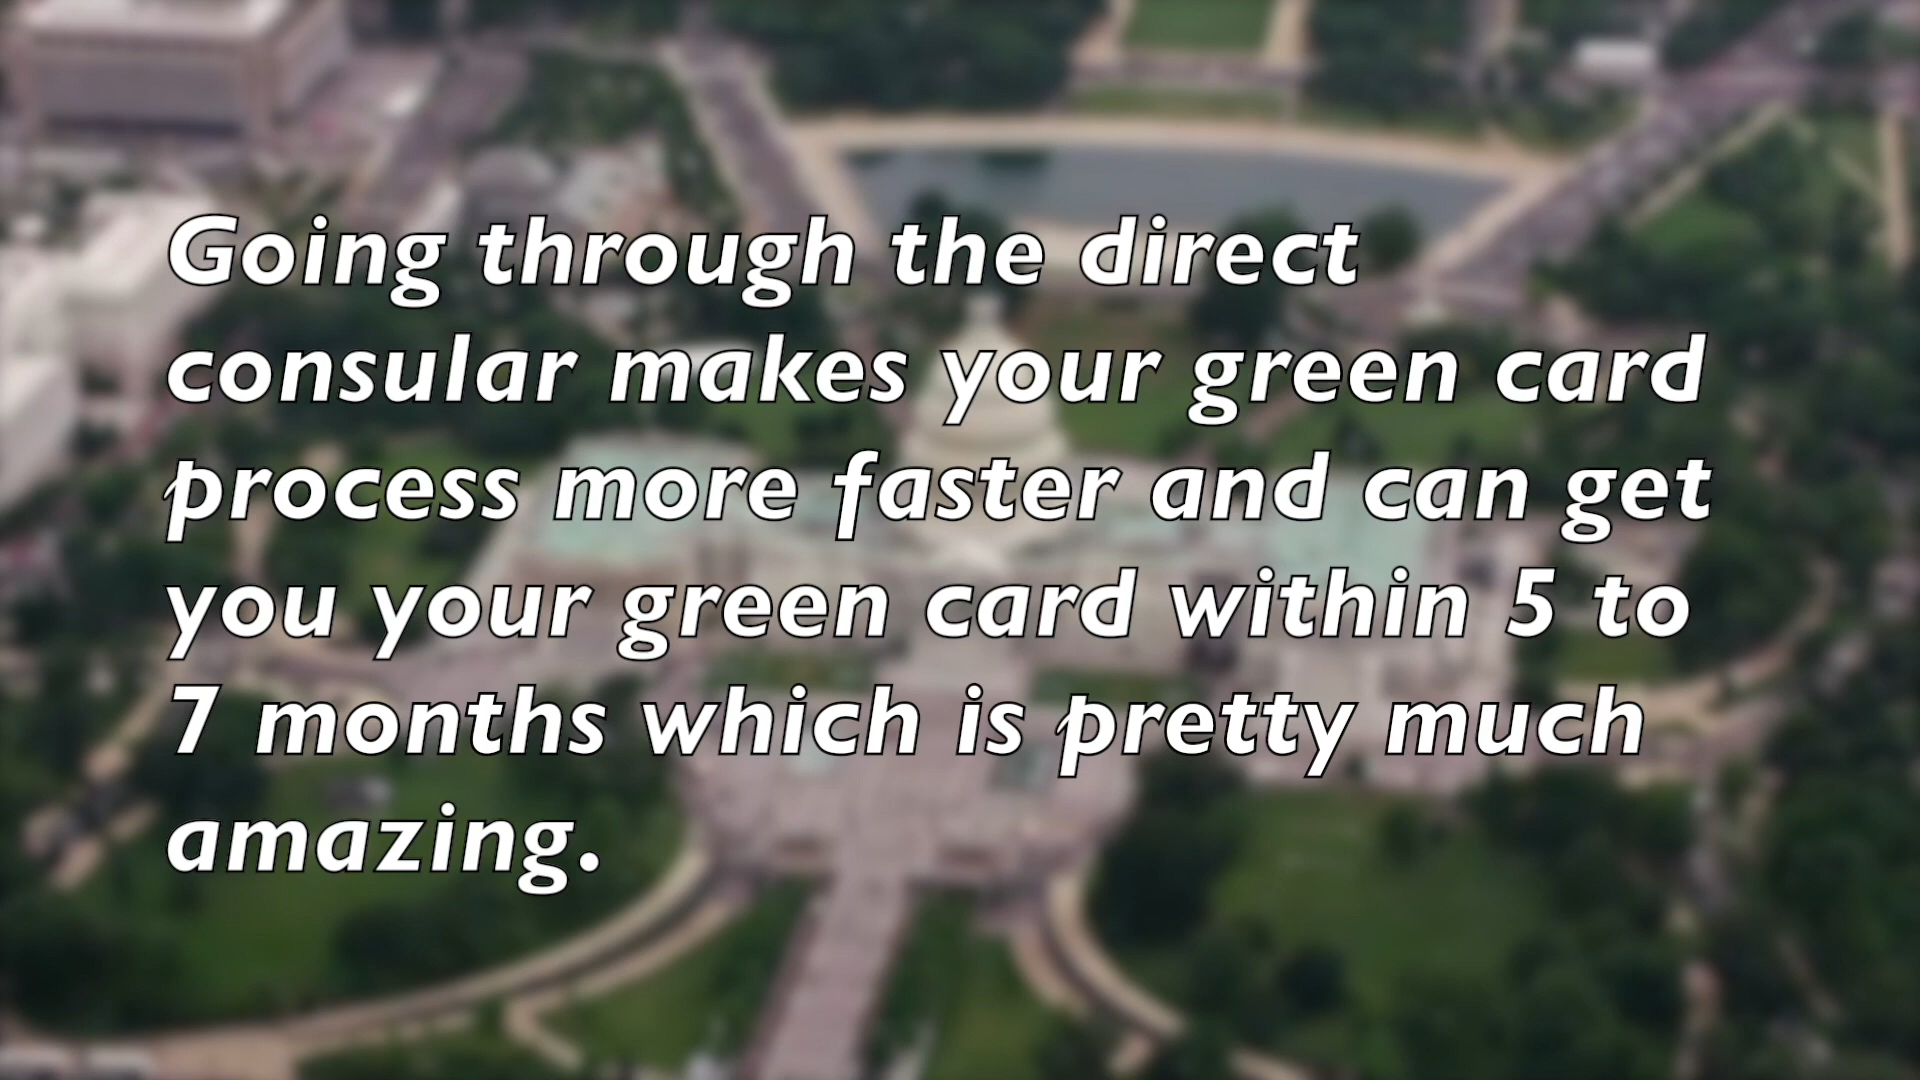 Going through the direct
consular makes your green card
process more faster and can get
you your green card within 5 to
7 months which is pretty much
amazing.